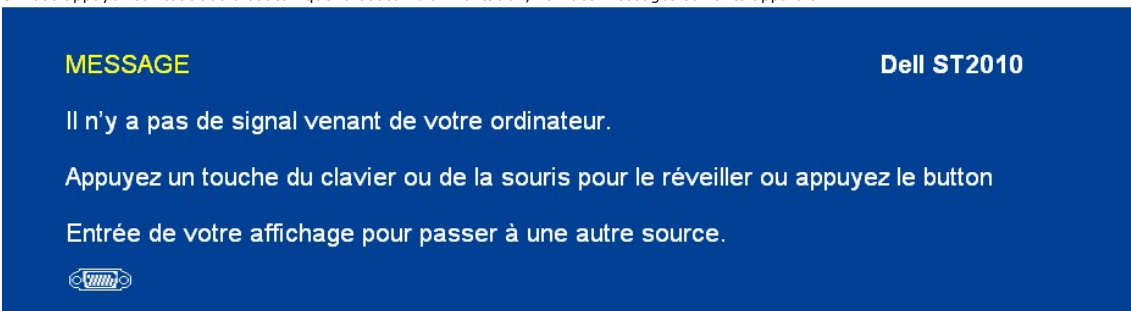 MESSAGE Dell ST2010
Il n'y a pas de signal venant de votre ordinateur.
Appuyez un touche du clavier ou de la souris pour le réveiller ou appuyez le button
Entrée de votre affichage pour passer à une autre source.